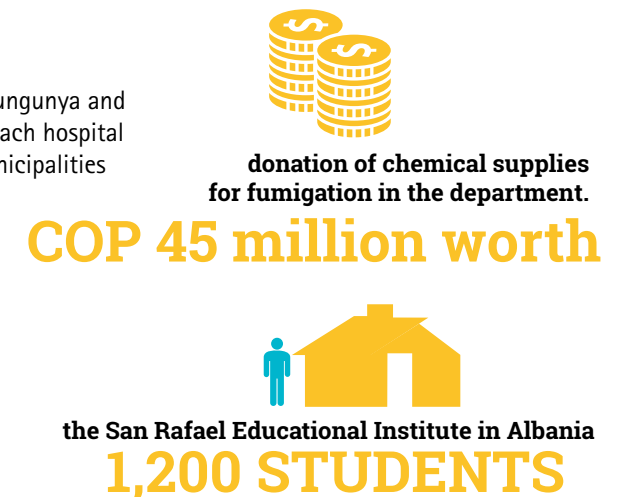 ungunya and
ach hospital
nicipalities
donation of chemical supplies
for fumigation in the department.
COP 45 million worth
the San Rafael Educational Institute in Albania
1,200 STUDENTS